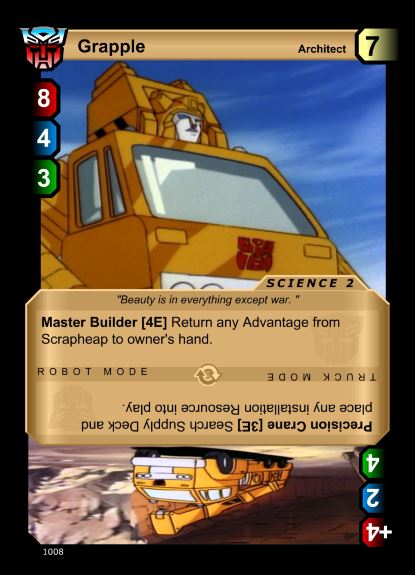 Grapple
Architect
7
8
4
3
SCIENCE 2
"Beauty is in everything except war. "
Master Builder [4E] Return any Advantage from
Scrapheap to owner's hand.
ROBOT MODE
TRUCK MODE
Precision Crane [3E] Search Supply Deck and
place any installation Resource into play.
+4
2
4
1008